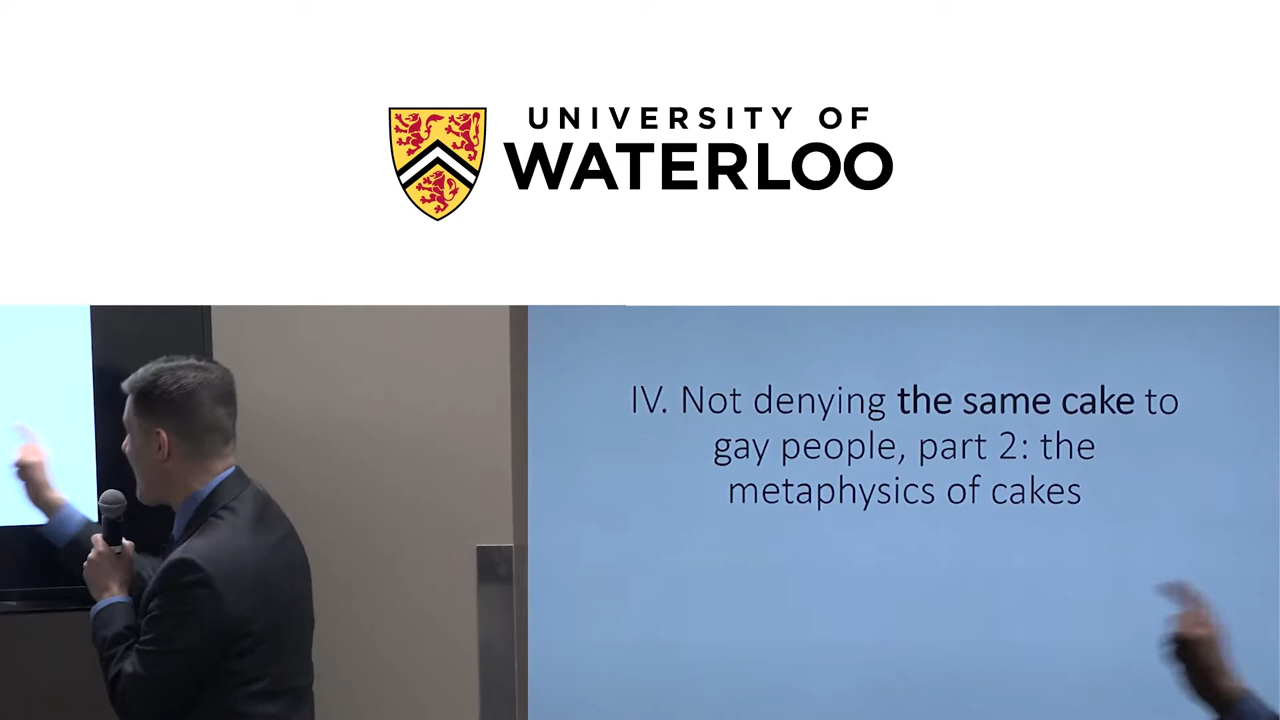 UNIVERSITY OF
WATERLOO
IV. Not denying the same cake to
gay people, part 2: the
metaphysics of cakes